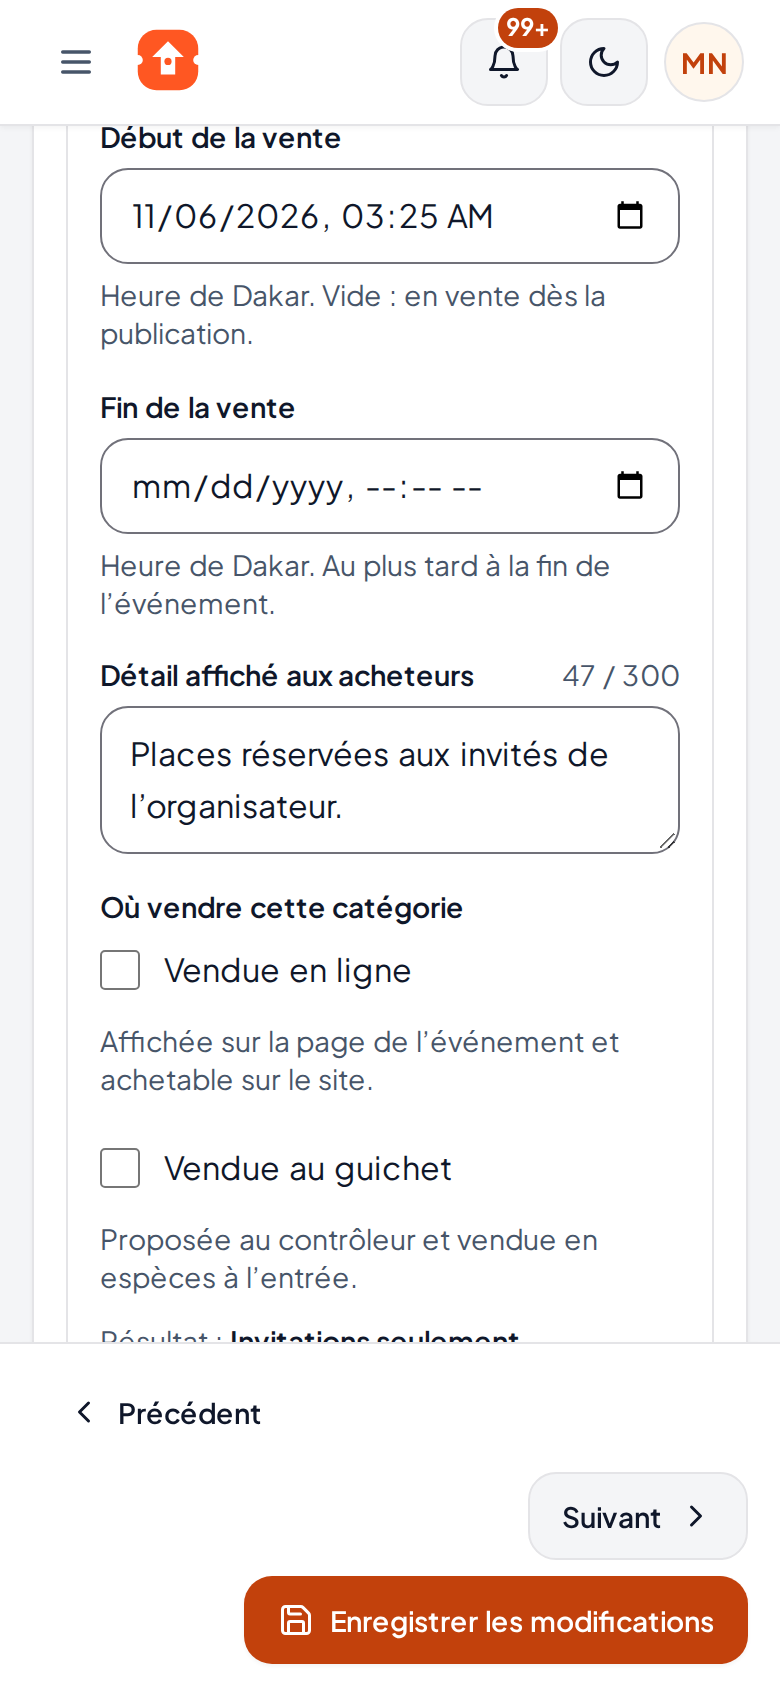 99+
MN
Début de la vente
11/06/2026, 03:25 AM
Heure de Dakar. Vide : en vente dès la
publication.
Fin de la vente
mm/dd/yyyy, --:-- --
Heure de Dakar. Au plus tard à la fin de
l’événement.
Détail affiché aux acheteurs 47 / 300
Places réservées aux invités de
l’organisateur.
Où vendre cette catégorie
Vendue en ligne
Affichée sur la page de l’événement et
achetable sur le site.
Vendue au guichet
Proposée au contrôleur et vendue en
espèces à l’entrée.
Résultat : Invitations seulement
Précédent
Suivant
Enregistrer les modifications